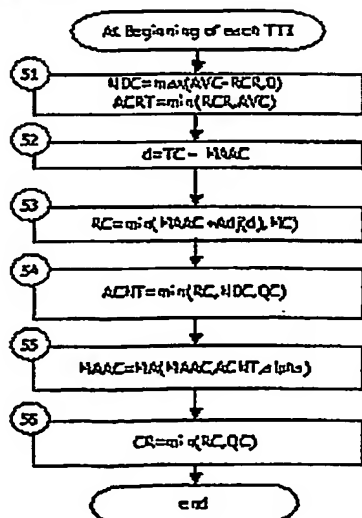 At Beginning of each TTI
51
NDC=max(AVC-RCR,0)
ACRT=min(RCR,AVC)
52
d=TC - MAAC
53
RC=min(MAAC+Adj(d),MC)
54
ACNT=min(RC,NDC,QC)
55
MAAC=MA(MAAC,ACNT,alpha)
56
CR=min(RC,QC)
end